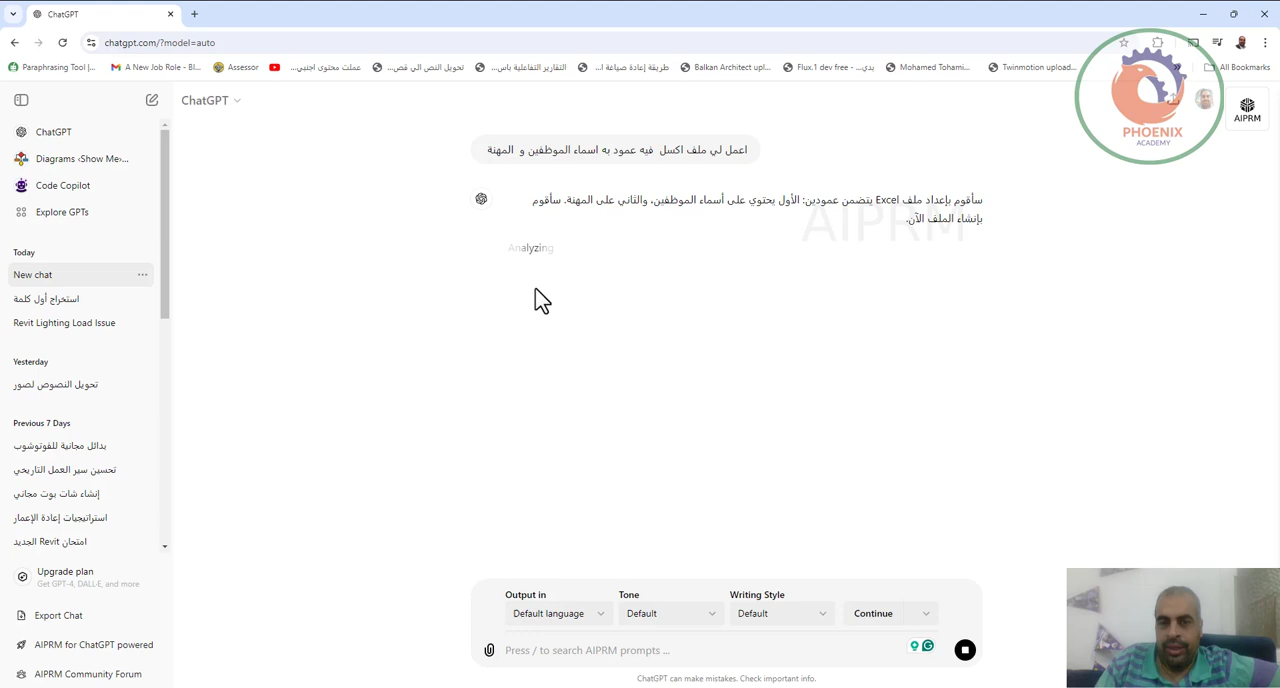 ChatGPT
chatgpt.com/?model=auto
Paraphrasing Tool |...
A New Job Role - Bl...
Assessor
عملت محتوى اجنبي...
التقارير التفاعلية باس...
تحويل النص الي قص...
طريقة إعادة صياغة ا...
Balkan Architect upl...
Flux.1 dev free - ...بدي
Mohamed Tohami...
Twinmotion upload...
All Bookmarks
ChatGPT
PHOENIX
ACADEMY
AIPRM
ChatGPT
Diagrams ‹Show Me›...
Code Copilot
Explore GPTs
Today
New chat
استخراج أول كلمة
Revit Lighting Load Issue
Yesterday
تحويل النصوص لصور
Previous 7 Days
بدائل مجانية للفوتوشوب
تحسين سير العمل التاريخي
إنشاء شات بوت مجاني
استراتيجيات إعادة الإعمار
امتحان Revit الجديد
Upgrade plan
Get GPT-4, DALL·E, and more
Export Chat
AIPRM for ChatGPT powered
AIPRM Community Forum
اعمل لي ملف اكسل فيه عمود به اسماء الموظفين و المهنة
سأقوم بإعداد ملف Excel يتضمن عمودين: الأول يحتوي على أسماء الموظفين، والثاني على المهنة. سأقوم
بإنشاء الملف الآن.
AIPRM
Analyzing
Output in
Tone
Writing Style
Default language
Default
Default
Continue
Press / to search AIPRM prompts ...
ChatGPT can make mistakes. Check important info.